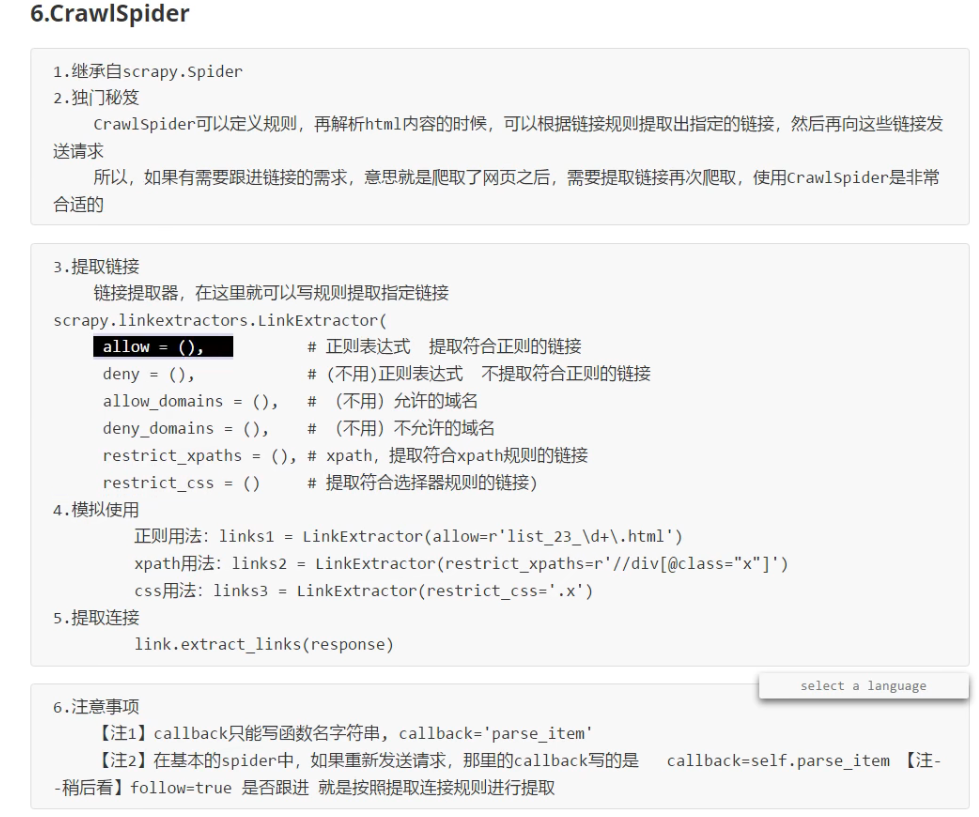 6.CrawlSpider
1.继承自scrapy.Spider
2.独门秘笈
CrawlSpider可以定义规则，再解析html内容的时候，可以根据链接规则提取出指定的链接，然后再向这些链接发
送请求
所以，如果有需要跟进链接的需求，意思就是爬取了网页之后，需要提取链接再次爬取，使用CrawlSpider是非常
合适的
3.提取链接
链接提取器，在这里就可以写规则提取指定链接
scrapy.linkextractors.LinkExtractor(
allow = (), # 正则表达式 提取符合正则的链接
deny = (), # (不用)正则表达式 不提取符合正则的链接
allow_domains = (), # （不用）允许的域名
deny_domains = (), # （不用）不允许的域名
restrict_xpaths = (), # xpath，提取符合xpath规则的链接
restrict_css = () # 提取符合选择器规则的链接)
4.模拟使用
正则用法：links1 = LinkExtractor(allow=r'list_23_\d+\.html')
xpath用法：links2 = LinkExtractor(restrict_xpaths=r'//div[@class="x"]')
css用法：links3 = LinkExtractor(restrict_css='.x')
5.提取连接
link.extract_links(response)
select a language
6.注意事项
【注1】callback只能写函数名字符串，callback='parse_item'
【注2】在基本的spider中，如果重新发送请求，那里的callback写的是 callback=self.parse_item 【注-
-稍后看】follow=true 是否跟进 就是按照提取连接规则进行提取